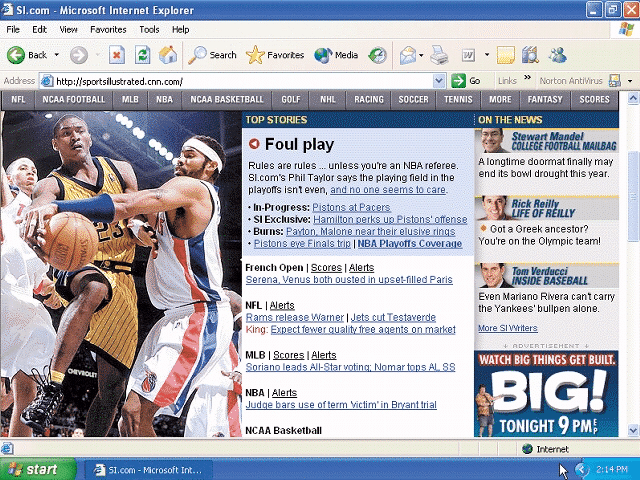 SI.com - Microsoft Internet Explorer
File Edit View Favorites Tools Help
Back Search Favorites Media
Address http://sportsillustrated.cnn.com/ Go Links » Norton AntiVirus
NFL NCAA FOOTBALL MLB NBA NCAA BASKETBALL GOLF NHL RACING SOCCER TENNIS MORE FANTASY SCORES
TOP STORIES
Foul play
Rules are rules ... unless you're an NBA referee.
SI.com's Phil Taylor says the playing field in the
playoffs isn't even, and no one seems to care.
• In-Progress: Pistons at Pacers
• SI Exclusive: Hamilton perks up Pistons' offense
• Burns: Payton, Malone near their elusive rings
• Pistons eye Finals trip | NBA Playoffs Coverage
French Open | Scores | Alerts
Serena, Venus both ousted in upset-filled Paris
NFL | Alerts
Rams release Warner | Jets cut Testaverde
King: Expect fewer quality free agents on market
MLB | Scores | Alerts
Soriano leads All-Star voting; Nomar tops AL, SS
NBA | Alerts
Judge bars use of term 'victim' in Bryant trial
NCAA Basketball
ON THE NEWS
Stewart Mandel
COLLEGE FOOTBALL MAILBAG
A longtime doormat finally may
end its bowl drought this year.
Rick Reilly
LIFE OF REILLY
Got a Greek ancestor?
You're on the Olympic team!
Tom Verducci
INSIDE BASEBALL
Even Mariano Rivera can't carry
the Yankees' bullpen alone.
More SI Writers
ADVERTISEMENT
WATCH BIG THINGS GET BUILT.
BIG!
TONIGHT 9 PM E/P
23
CHEVROLET
Internet
start SI.com - Microsoft Int... 2:14 PM